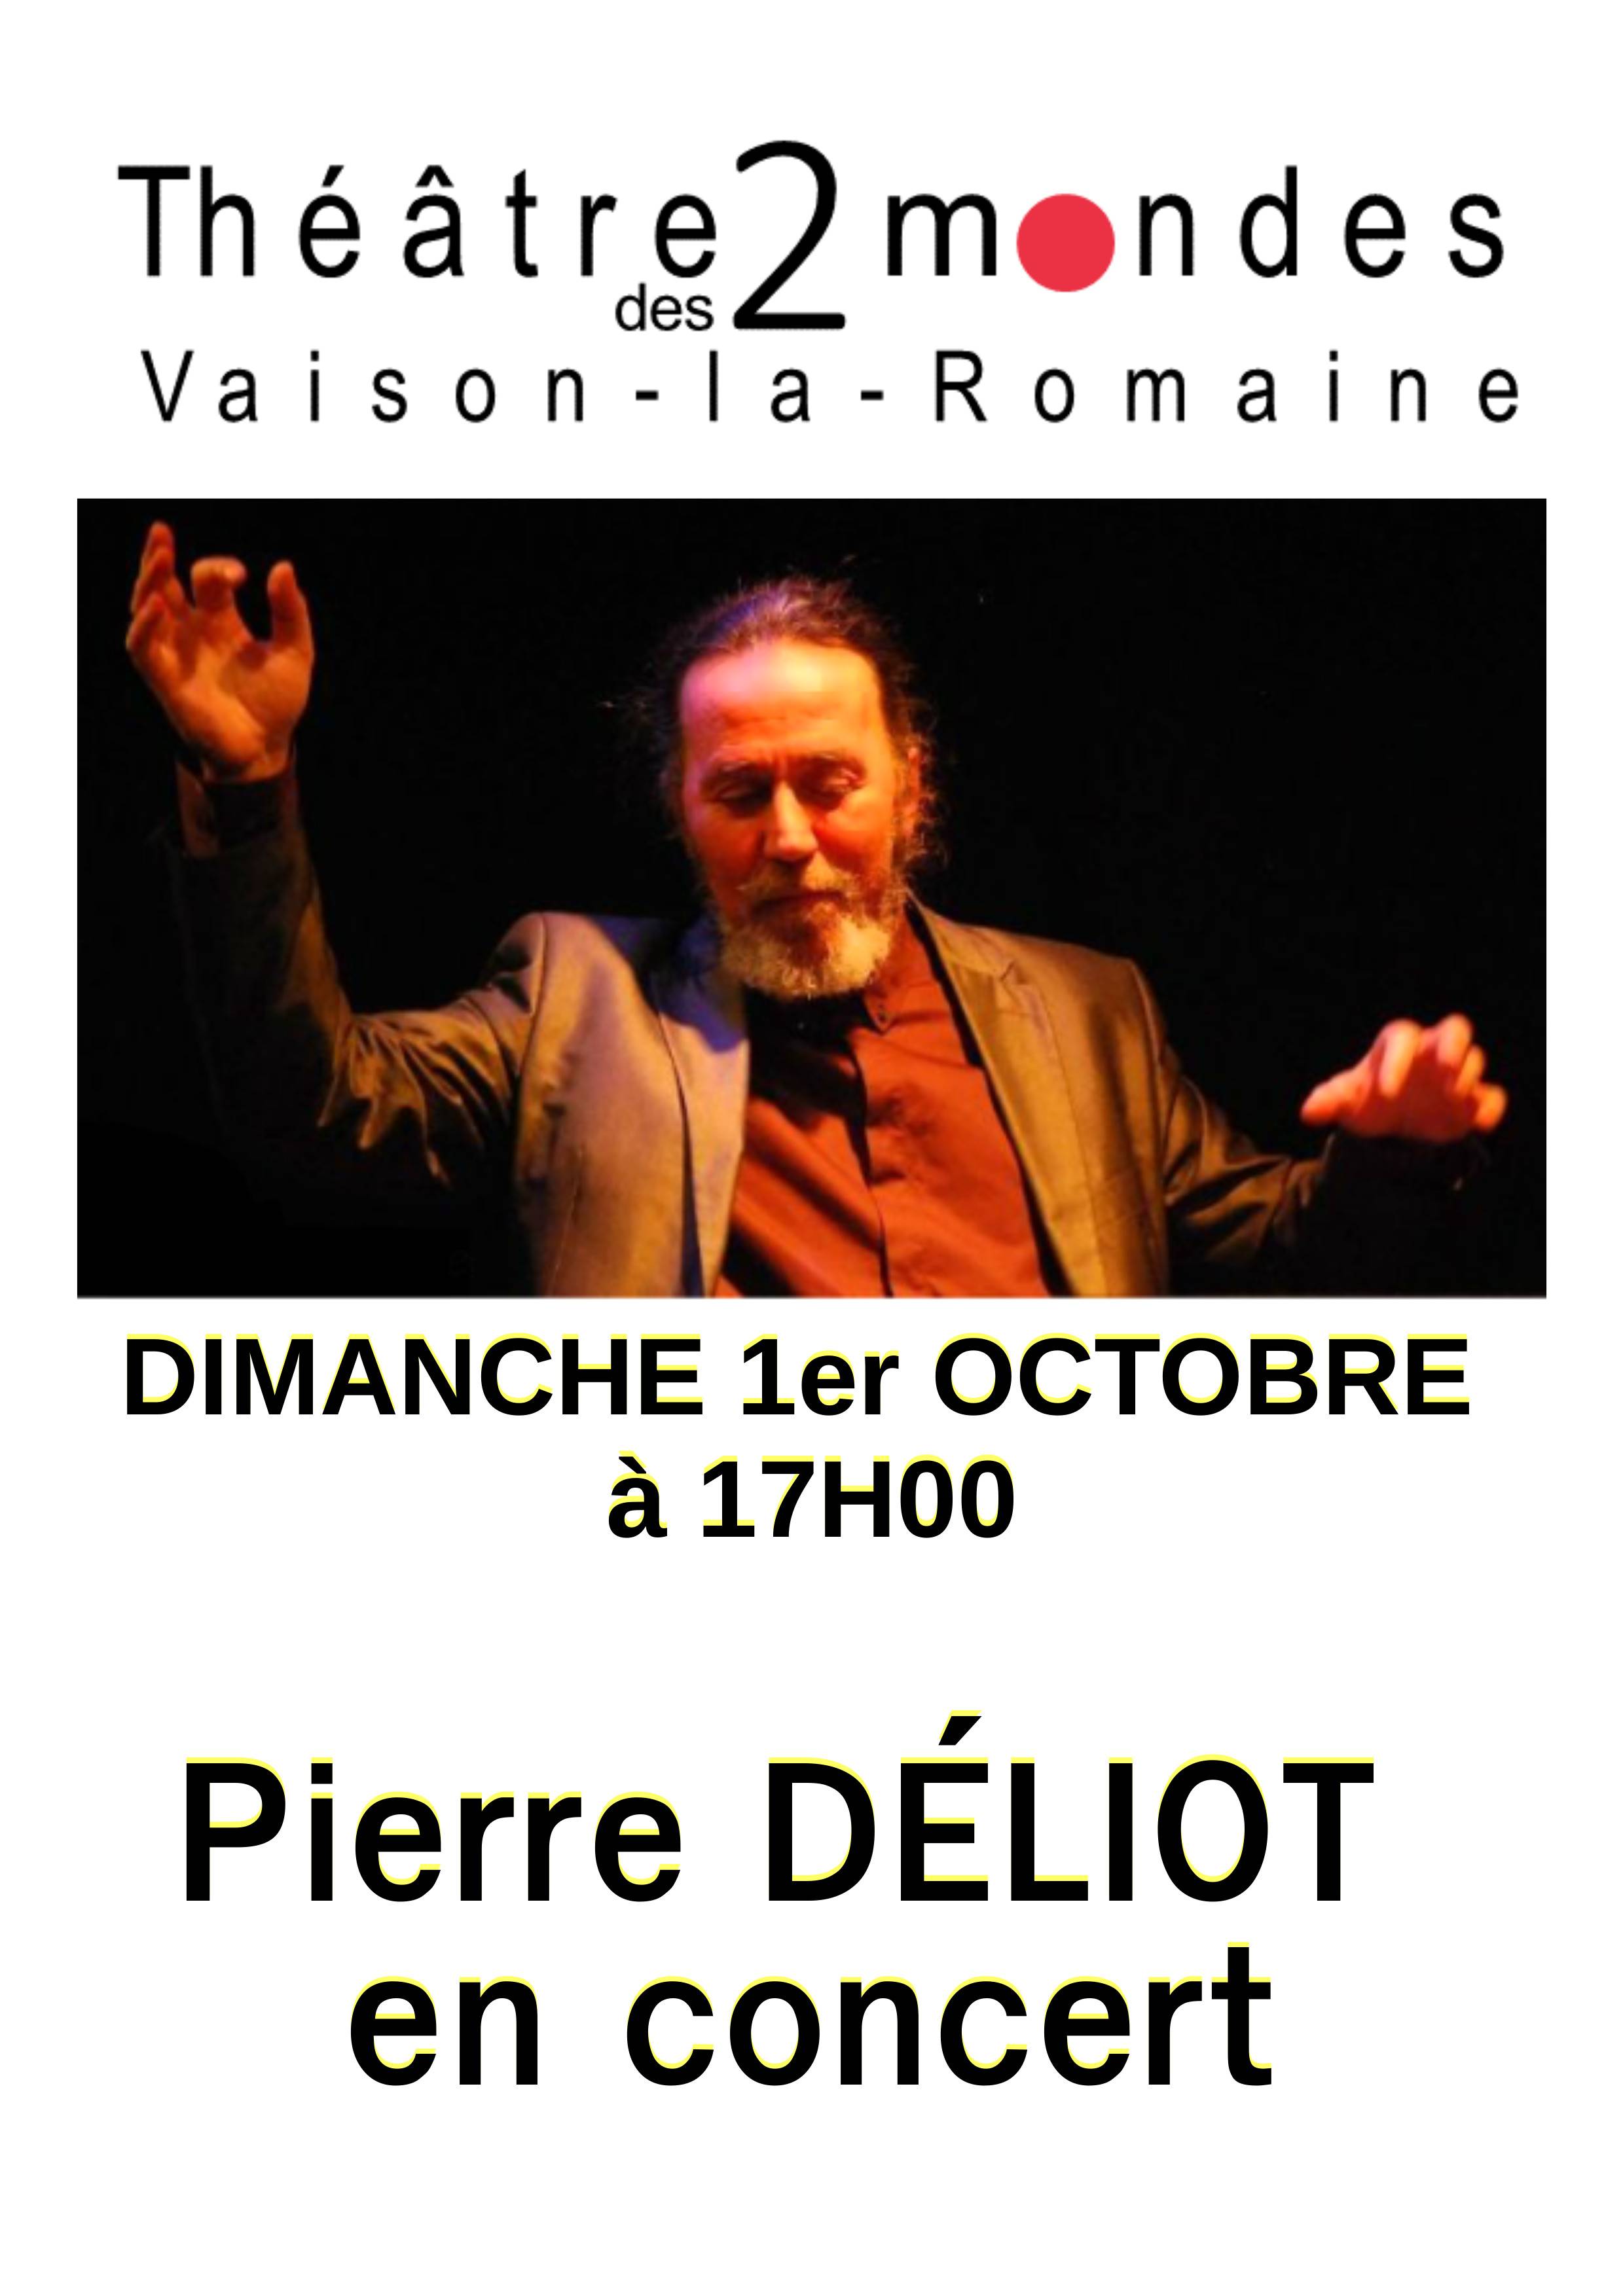 Théâtre des 2 mondes
Vaison-la-Romaine
DIMANCHE 1er OCTOBRE
à 17H00
Pierre DÉLIOT
en concert